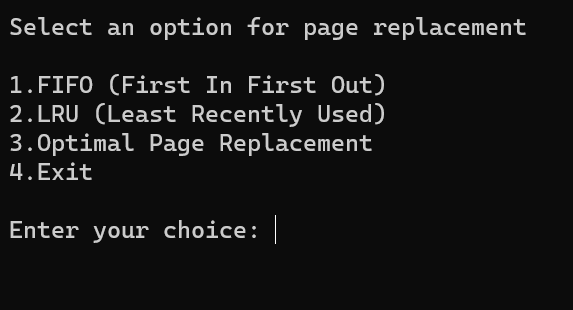 Select an option for page replacement
1.FIFO (First In First Out)
2.LRU (Least Recently Used)
3.Optimal Page Replacement
4.Exit
Enter your choice: